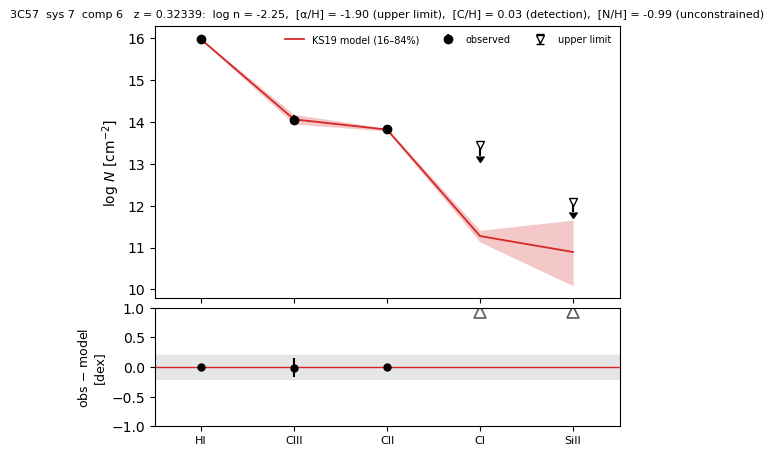 3C57  sys 7  comp 6   z = 0.32339:  log n = -2.25,  [α/H] = -1.90 (upper limit),  [C/H] = 0.03 (detection),  [N/H] = -0.99 (unconstrained)
KS19 model (16–84%)
observed
upper limit
log N [cm⁻²]
16
15
14
13
12
11
10
obs − model
[dex]
1.0
0.5
0.0
−0.5
−1.0
HI
CIII
CII
CI
SiII